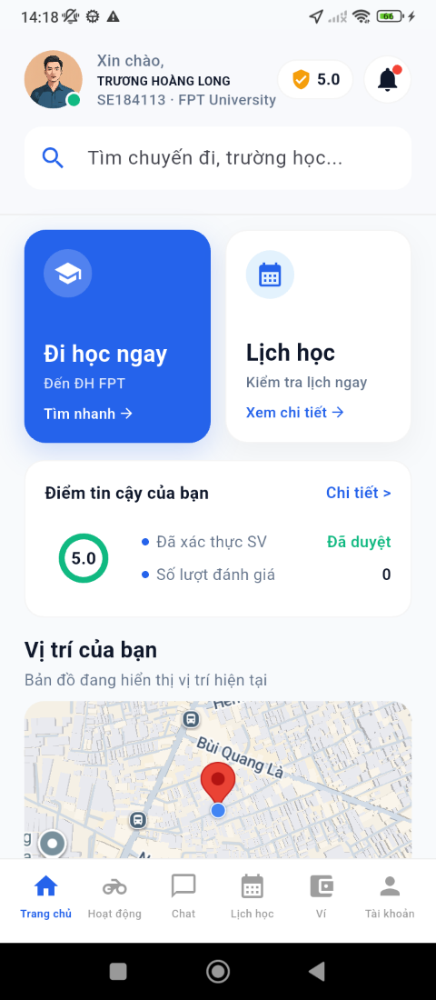 14:18
66
Xin chào,
TRƯƠNG HOÀNG LONG
SE184113 · FPT University
5.0
Tìm chuyến đi, trường học...
Đi học ngay
Đến ĐH FPT
Tìm nhanh →
Lịch học
Kiểm tra lịch ngay
Xem chi tiết →
Điểm tin cậy của bạn
Chi tiết >
5.0
Đã xác thực SV
Đã duyệt
Số lượt đánh giá
0
Vị trí của bạn
Bản đồ đang hiển thị vị trí hiện tại
Bùi Quang Là
Trang chủ
Hoạt động
Chat
Lịch học
Ví
Tài khoản